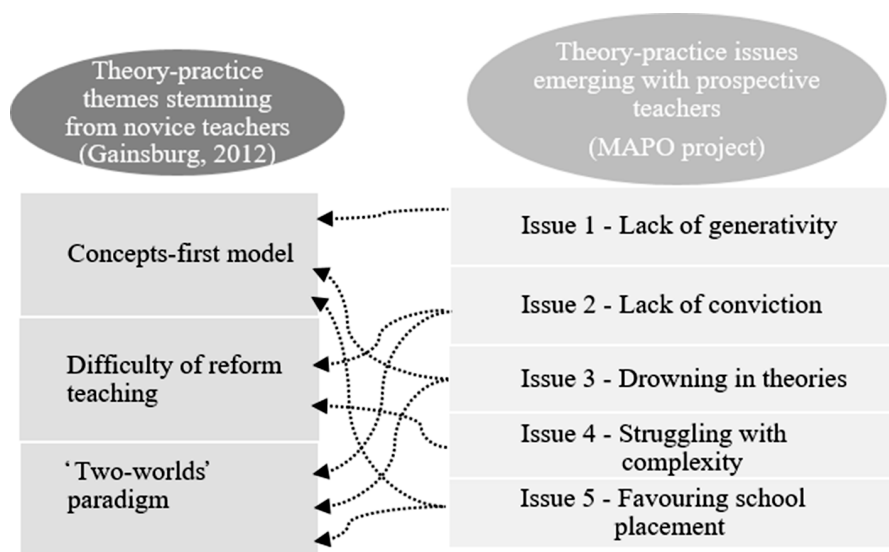 Theory-practice
themes stemming
from novice teachers
(Gainsburg, 2012)
Theory-practice issues
emerging with prospective
teachers
(MAPO project)
Concepts-first model
Difficulty of reform
teaching
‘Two-worlds’
paradigm
Issue 1 - Lack of generativity
Issue 2 - Lack of conviction
Issue 3 - Drowning in theories
Issue 4 - Struggling with
complexity
Issue 5 - Favouring school
placement